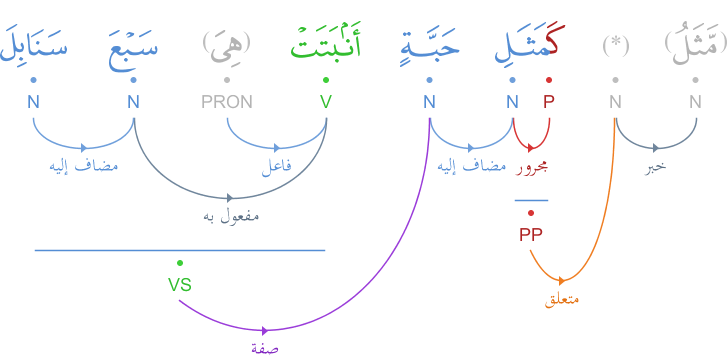 (مَّثَلُ) (*) كَمَثَلِ حَبَّةٍ أَنۢبَتَتۡ (هِىَ) سَبۡعَ سَنَابِلَ
N N P N N V PRON N N
خبر مجرور مضاف إليه فاعل مضاف إليه
مفعول به
PP
VS
متعلق
صفة